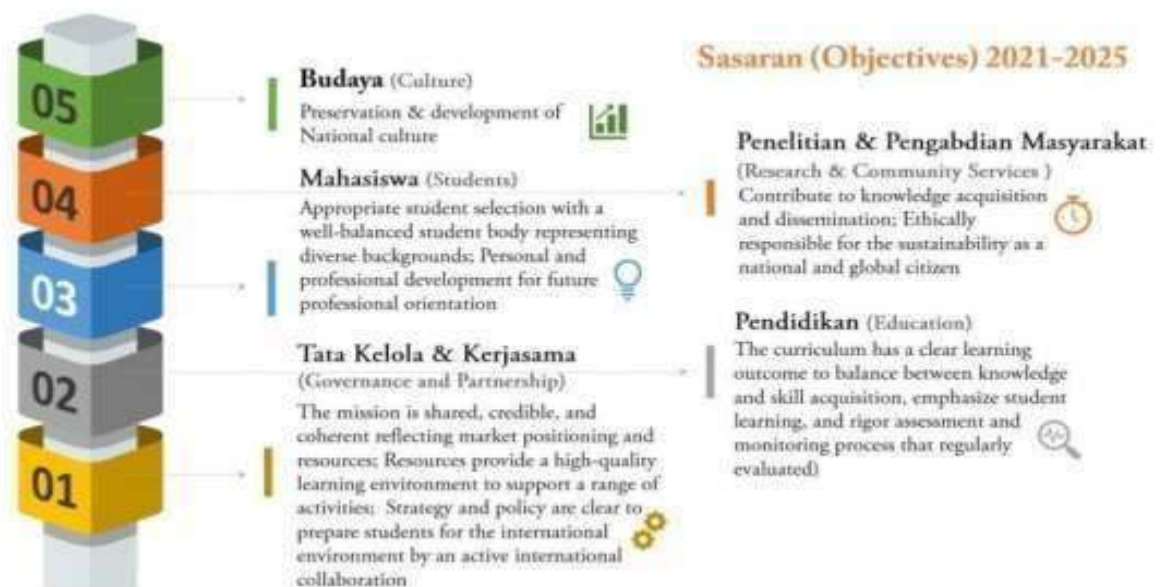 Sasaran (Objectives) 2021-2025
05
Budaya (Culture)
Preservation & development of
National culture
04
Penelitian & Pengabdian Masyarakat
(Research & Community Services )
Contribute to knowledge acquisition
and dissemination; Ethically
responsible for the sustainability as a
national and global citizen
03
Mahasiswa (Students)
Appropriate student selection with a
well-balanced student body representing
diverse backgrounds; Personal and
professional development for future
professional orientation
02
Pendidikan (Education)
The curriculum has a clear learning
outcome to balance between knowledge
and skill acquisition, emphasize student
learning, and rigor assessment and
monitoring process that regularly
evaluated)
01
Tata Kelola & Kerjasama
(Governance and Partnership)
The mission is shared, credible, and
coherent reflecting market positioning and
resources; Resources provide a high-quality
learning environment to support a range of
activities;  Strategy and policy are clear to
prepare students for the international
environment by an active international
collaboration